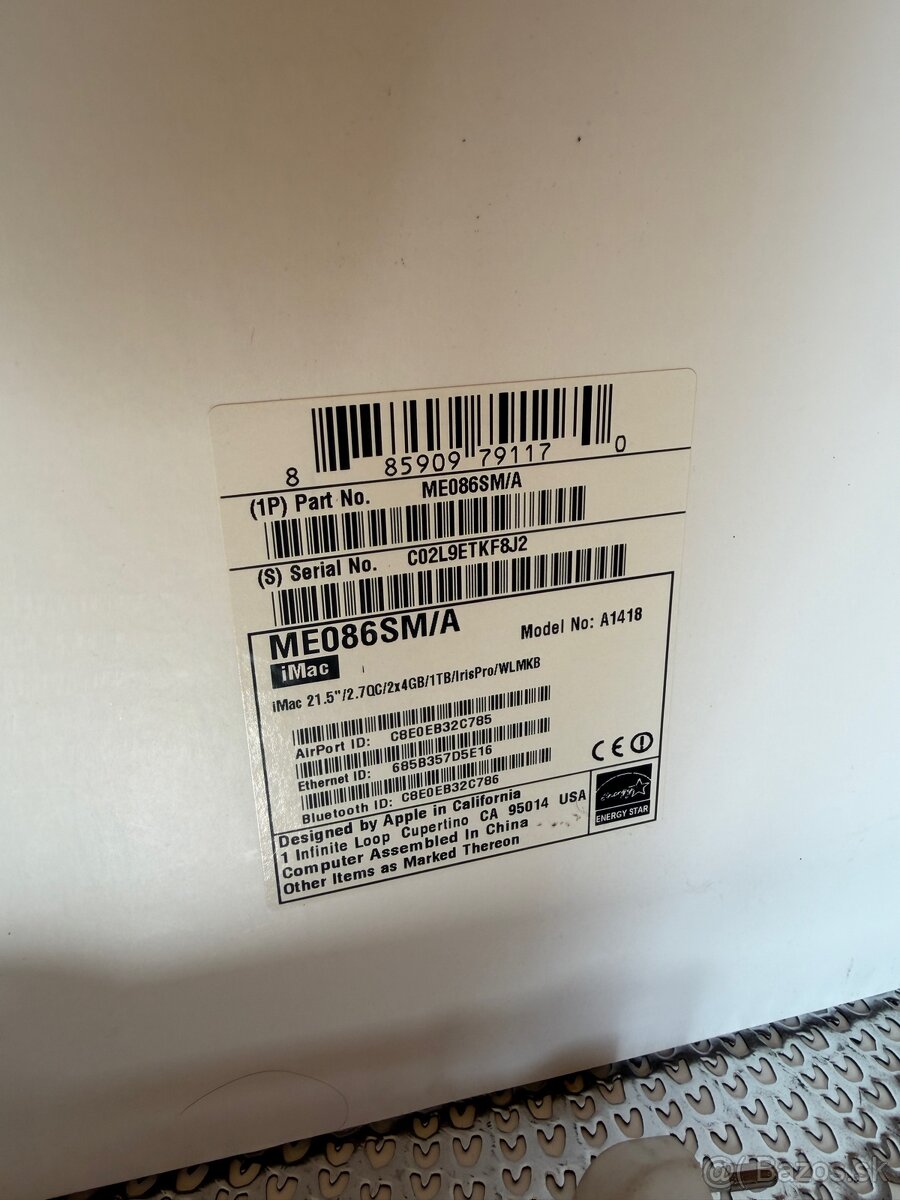 8 85909 79117 0
(1P) Part No. ME086SM/A
(S) Serial No. C02L9ETKF8J2
ME086SM/A
Model No: A1418
iMac
iMac 21.5"/2.7QC/2x4GB/1TB/IrisPro/WLMKB
AirPort ID: C8E0EB32C785
Ethernet ID: 685B357D5E16
Bluetooth ID: C8E0EB32C786
CE
Designed by Apple in California
1 Infinite Loop Cupertino CA 95014 USA
Computer Assembled In China
Other Items as Marked Thereon
energy
ENERGY STAR
@ Bazos.sk